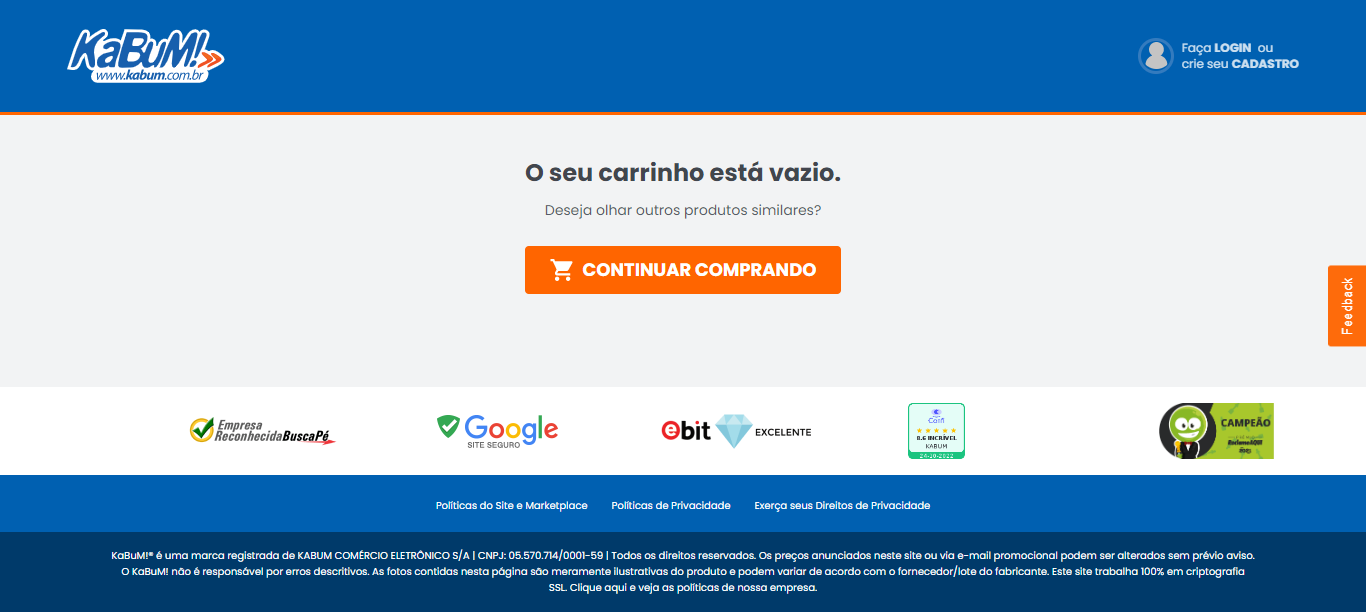 KaBuM!
www.kabum.com.br
Faça LOGIN ou
crie seu CADASTRO
O seu carrinho está vazio.
Deseja olhar outros produtos similares?
CONTINUAR COMPRANDO
Feedback
Empresa
ReconhecidaBuscaPé
Google
SITE SEGURO
ebit EXCELENTE
Confi
8.6 INCRÍVEL
KABUM
24-10-2022
CAMPEÃO
ReclameAQUI
Políticas do Site e Marketplace Políticas de Privacidade Exerça seus Direitos de Privacidade
KaBuM!® é uma marca registrada de KABUM COMÉRCIO ELETRÔNICO S/A | CNPJ: 05.570.714/0001-59 | Todos os direitos reservados. Os preços anunciados neste site ou via e-mail promocional podem ser alterados sem prévio aviso.
O KaBuM! não é responsável por erros descritivos. As fotos contidas nesta página são meramente ilustrativas do produto e podem variar de acordo com o fornecedor/lote do fabricante. Este site trabalha 100% em criptografia
SSL. Clique aqui e veja as políticas de nossa empresa.